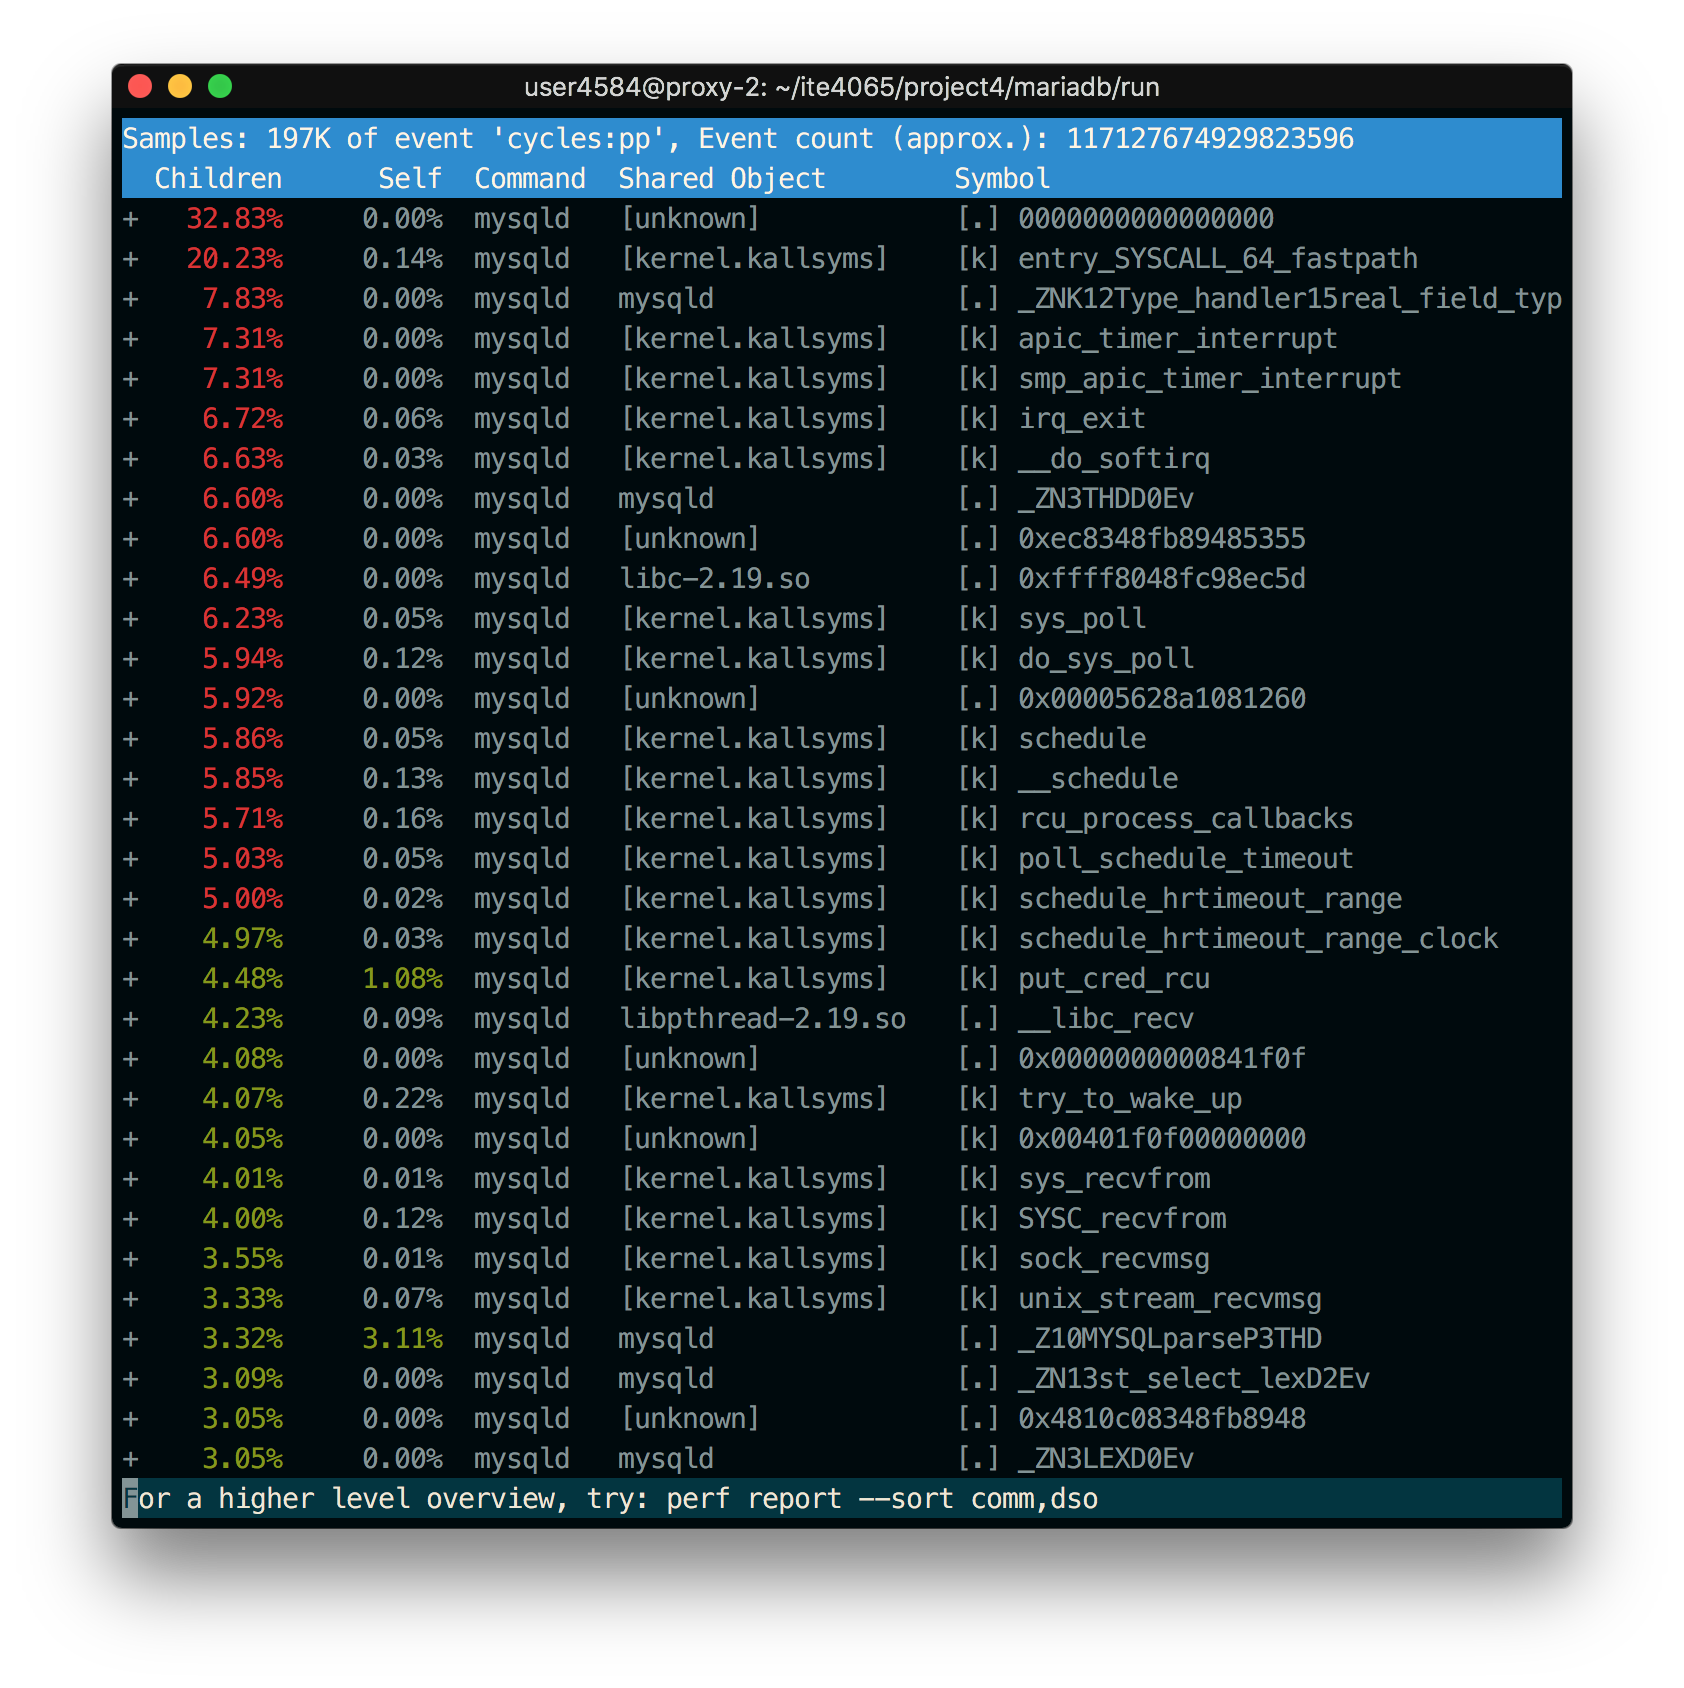 user4584@proxy-2: ~/ite4065/project4/mariadb/run
Samples: 197K of event 'cycles:pp', Event count (approx.): 117127674929823596
Children Self Command Shared Object Symbol
+ 32.83% 0.00% mysqld [unknown] [.] 0000000000000000
+ 20.23% 0.14% mysqld [kernel.kallsyms] [k] entry_SYSCALL_64_fastpath
+ 7.83% 0.00% mysqld mysqld [.] _ZNK12Type_handler15real_field_typ
+ 7.31% 0.00% mysqld [kernel.kallsyms] [k] apic_timer_interrupt
+ 7.31% 0.00% mysqld [kernel.kallsyms] [k] smp_apic_timer_interrupt
+ 6.72% 0.06% mysqld [kernel.kallsyms] [k] irq_exit
+ 6.63% 0.03% mysqld [kernel.kallsyms] [k] __do_softirq
+ 6.60% 0.00% mysqld mysqld [.] _ZN3THDD0Ev
+ 6.60% 0.00% mysqld [unknown] [.] 0xec8348fb89485355
+ 6.49% 0.00% mysqld libc-2.19.so [.] 0xffff8048fc98ec5d
+ 6.23% 0.05% mysqld [kernel.kallsyms] [k] sys_poll
+ 5.94% 0.12% mysqld [kernel.kallsyms] [k] do_sys_poll
+ 5.92% 0.00% mysqld [unknown] [.] 0x00005628a1081260
+ 5.86% 0.05% mysqld [kernel.kallsyms] [k] schedule
+ 5.85% 0.13% mysqld [kernel.kallsyms] [k] __schedule
+ 5.71% 0.16% mysqld [kernel.kallsyms] [k] rcu_process_callbacks
+ 5.03% 0.05% mysqld [kernel.kallsyms] [k] poll_schedule_timeout
+ 5.00% 0.02% mysqld [kernel.kallsyms] [k] schedule_hrtimeout_range
+ 4.97% 0.03% mysqld [kernel.kallsyms] [k] schedule_hrtimeout_range_clock
+ 4.48% 1.08% mysqld [kernel.kallsyms] [k] put_cred_rcu
+ 4.23% 0.09% mysqld libpthread-2.19.so [.] __libc_recv
+ 4.08% 0.00% mysqld [unknown] [.] 0x0000000000841f0f
+ 4.07% 0.22% mysqld [kernel.kallsyms] [k] try_to_wake_up
+ 4.05% 0.00% mysqld [unknown] [k] 0x00401f0f00000000
+ 4.01% 0.01% mysqld [kernel.kallsyms] [k] sys_recvfrom
+ 4.00% 0.12% mysqld [kernel.kallsyms] [k] SYSC_recvfrom
+ 3.55% 0.01% mysqld [kernel.kallsyms] [k] sock_recvmsg
+ 3.33% 0.07% mysqld [kernel.kallsyms] [k] unix_stream_recvmsg
+ 3.32% 3.11% mysqld mysqld [.] _Z10MYSQLparseP3THD
+ 3.09% 0.00% mysqld mysqld [.] _ZN13st_select_lexD2Ev
+ 3.05% 0.00% mysqld [unknown] [.] 0x4810c08348fb8948
+ 3.05% 0.00% mysqld mysqld [.] _ZN3LEXD0Ev
For a higher level overview, try: perf report --sort comm,dso